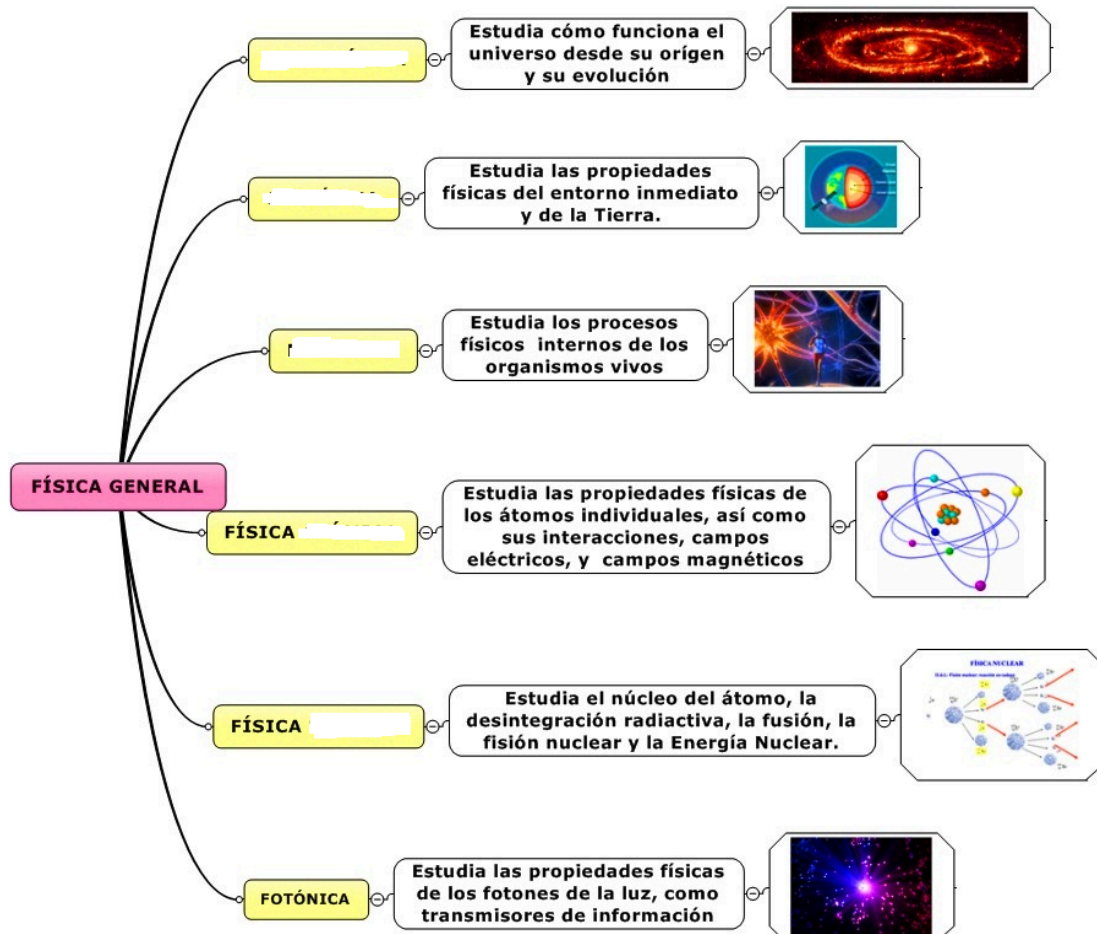 Estudia cómo funciona el
universo desde su orígen
y su evolución
Estudia las propiedades
físicas del entorno inmediato
y de la Tierra.
Estudia los procesos
físicos internos de los
organismos vivos
FÍSICA GENERAL
FÍSICA
Estudia las propiedades físicas de
los átomos individuales, así como
sus interacciones, campos
eléctricos, y campos magnéticos
FÍSICA
Estudia el núcleo del átomo, la
desintegración radiactiva, la fusión, la
fisión nuclear y la Energía Nuclear.
FÍSICA NUCLEAR
FOTÓNICA
Estudia las propiedades físicas
de los fotones de la luz, como
transmisores de información